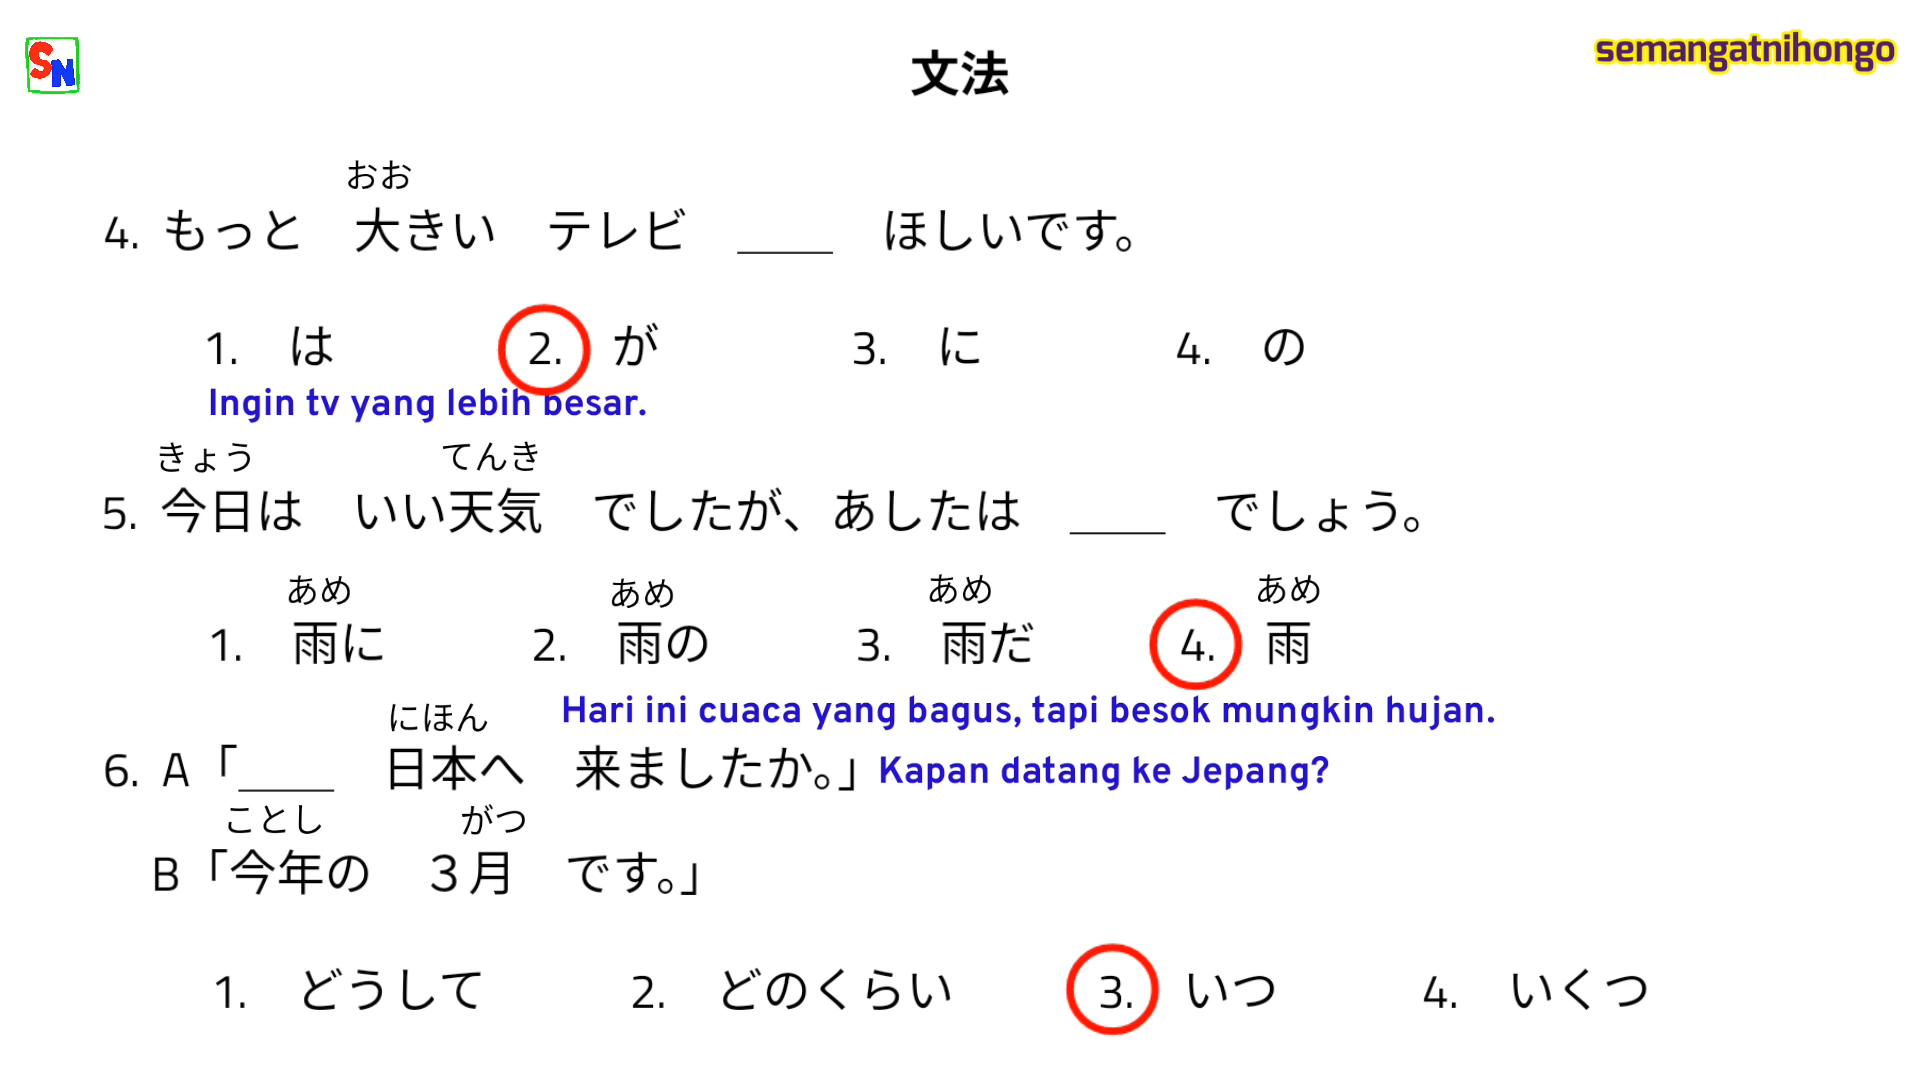 SN
semangatnihongo
文法
おお
4. もっと 大きい テレビ ____ ほしいです。
1. は 2. が 3. に 4. の
Ingin tv yang lebih besar.
きょう てんき
5. 今日は いい天気 でしたが、あしたは ____ でしょう。
あめ あめ あめ あめ
1. 雨に 2. 雨の 3. 雨だ 4. 雨
Hari ini cuaca yang bagus, tapi besok mungkin hujan.
にほん
6. A「____ 日本へ 来ましたか。」 Kapan datang ke Jepang?
ことし がつ
B「今年の 3月 です。」
1. どうして 2. どのくらい 3. いつ 4. いくつ